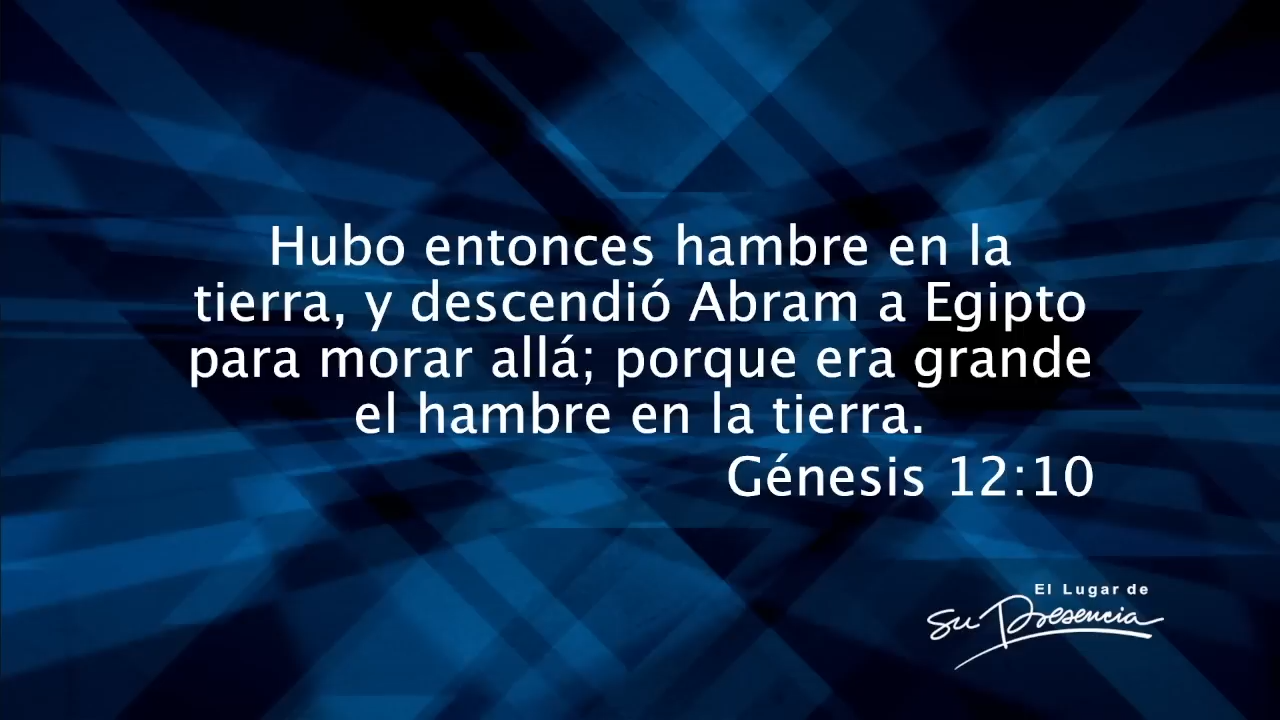 Hubo entonces hambre en la
tierra, y descendió Abram a Egipto
para morar allá; porque era grande
el hambre en la tierra.
Génesis 12:10
El Lugar de
Su Presencia